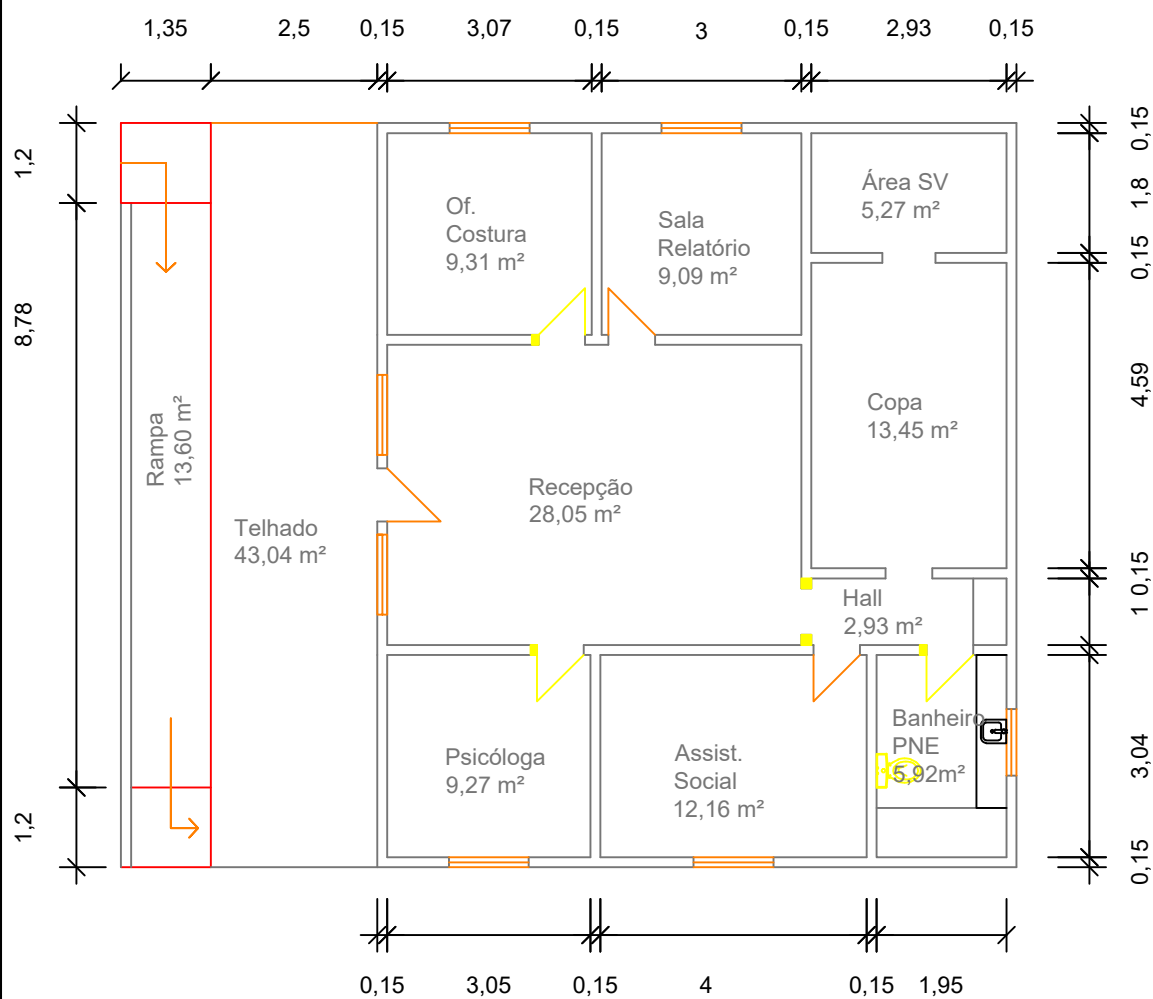 1,35 2,5 0,15 3,07 0,15 3 0,15 2,93 0,15
1,2
8,78
1,2
Rampa
13,60 m²
Telhado
43,04 m²
Of.
Costura
9,31 m²
Sala
Relatório
9,09 m²
Área SV
5,27 m²
Copa
13,45 m²
Recepção
28,05 m²
Hall
2,93 m²
Psicóloga
9,27 m²
Assist.
Social
12,16 m²
Banheiro
PNE
5,92m²
0,15
1,8
0,15
4,59
0,15
1
3,04
0,15
0,15 3,05 0,15 4 0,15 1,95